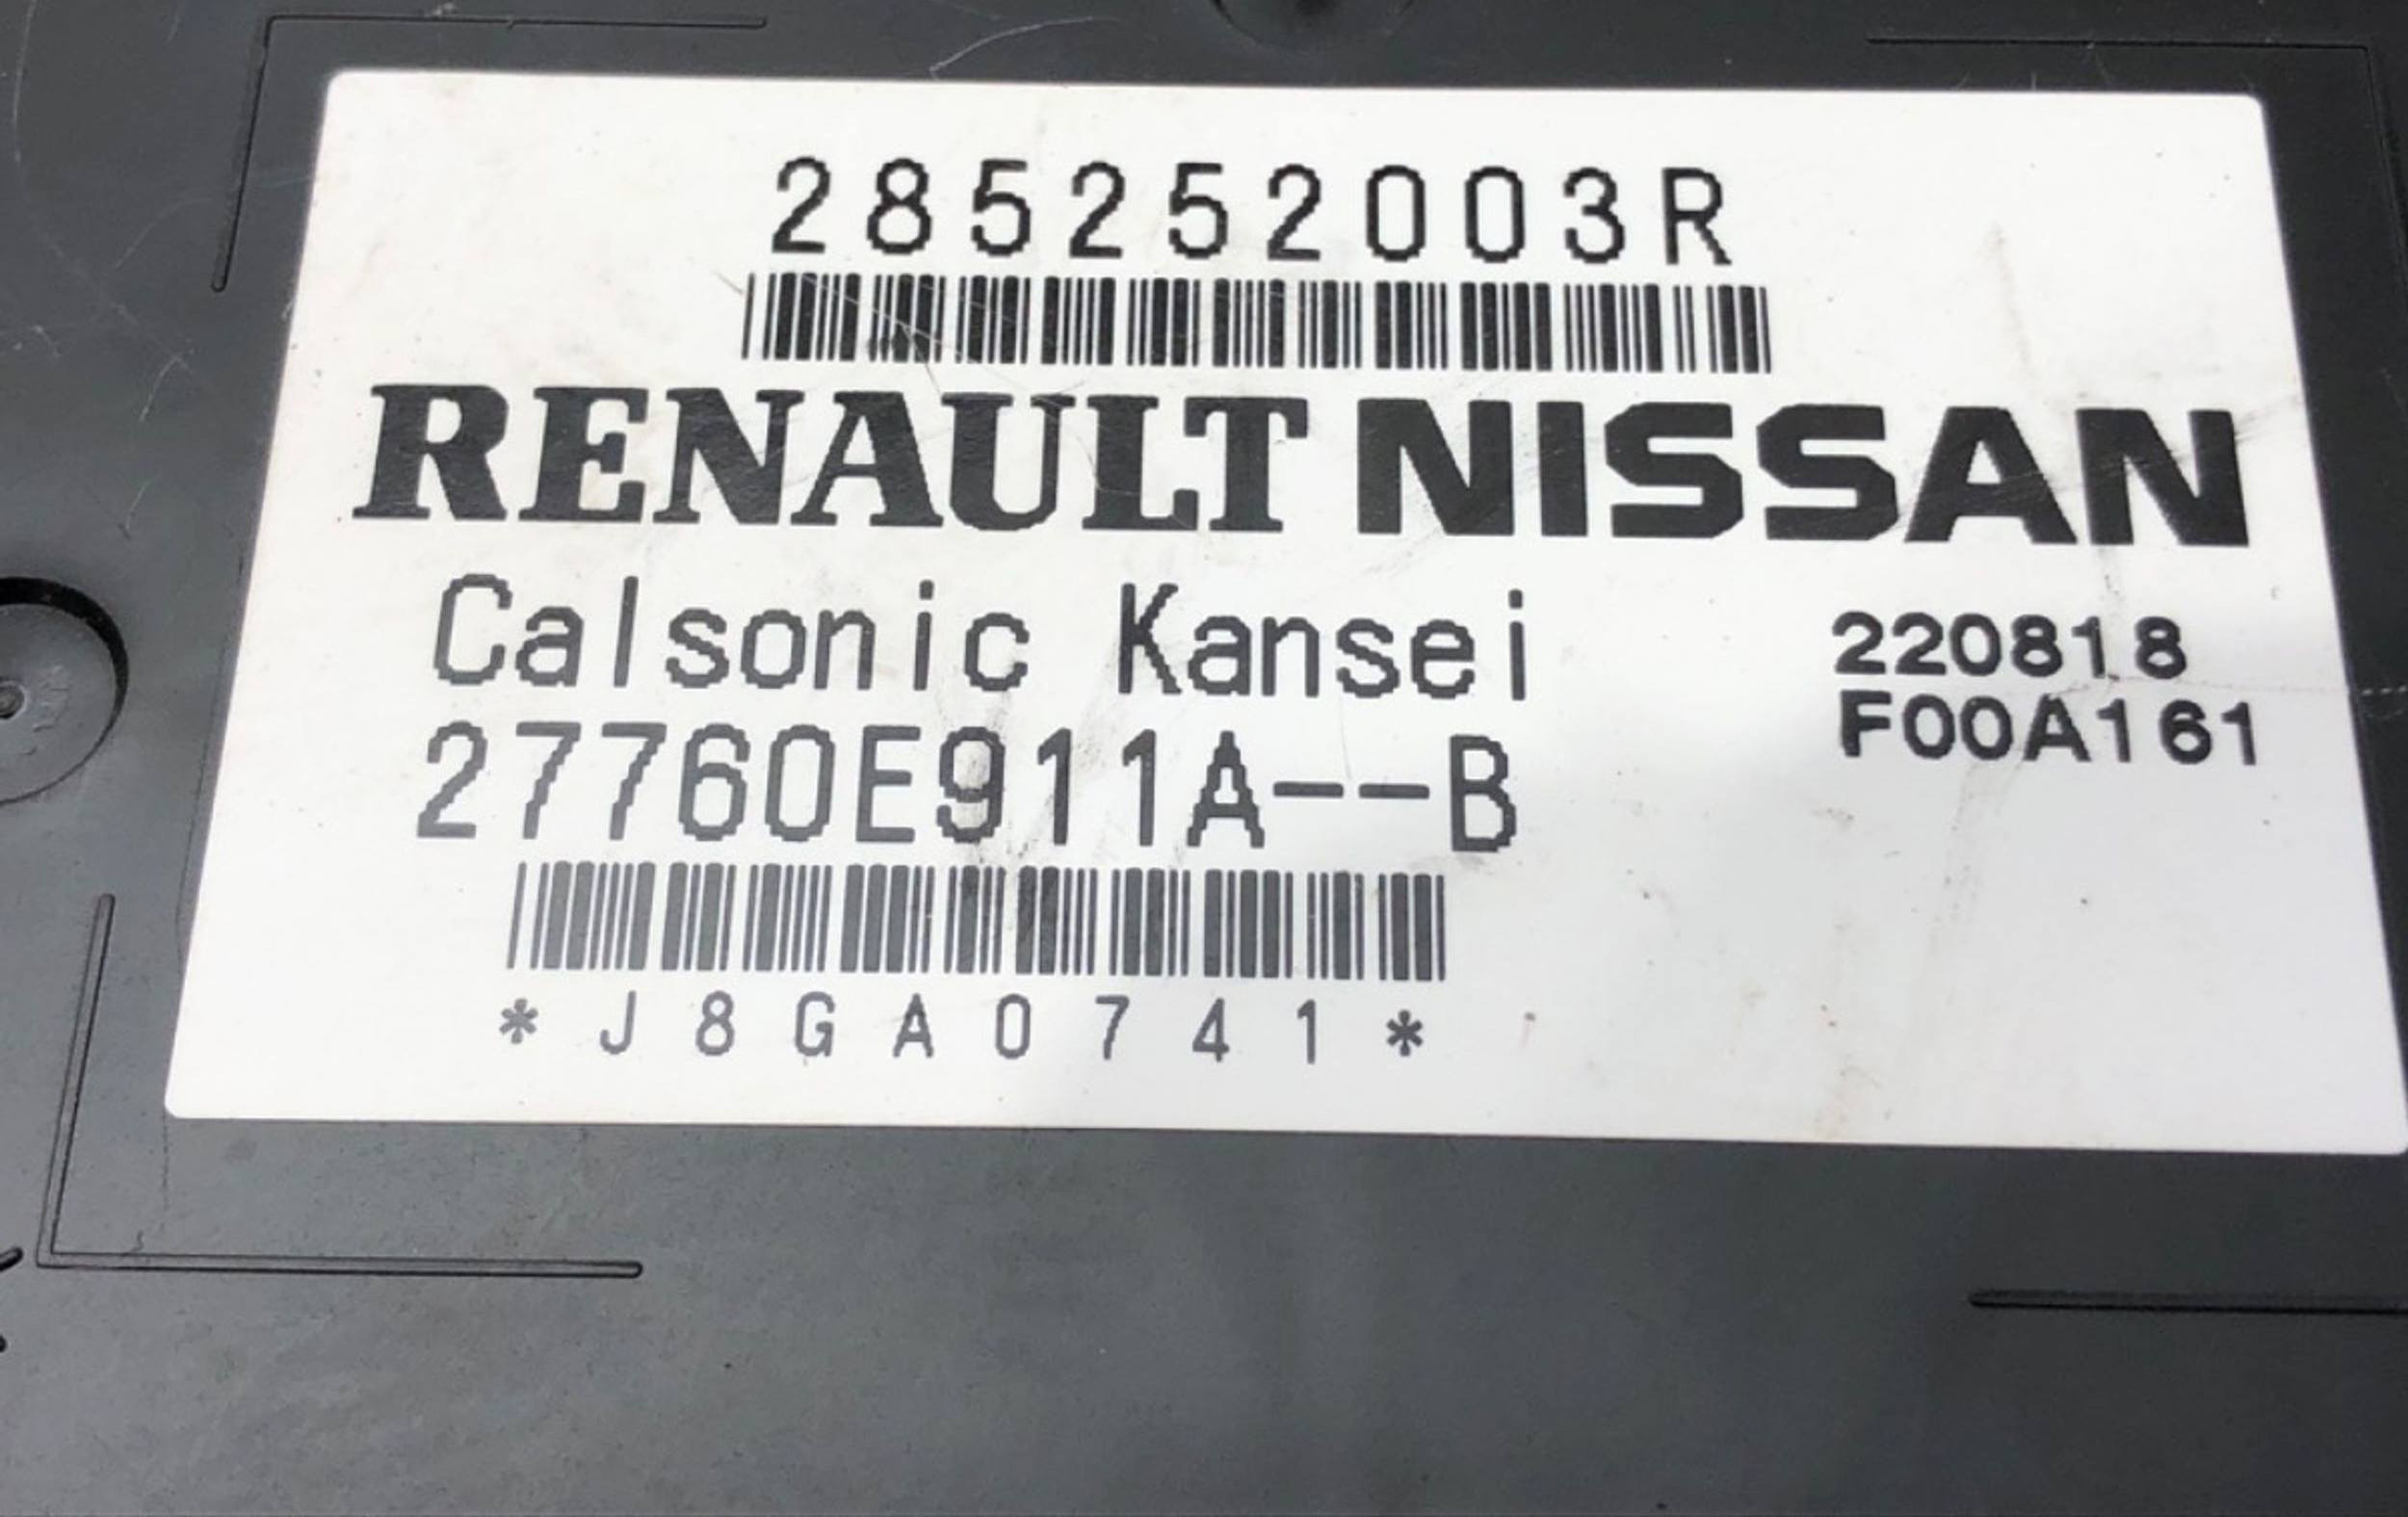 285252003R
RENAULT NISSAN
Calsonic Kansei
220818
27760E911A--B
F00A161
*J8GA0741*